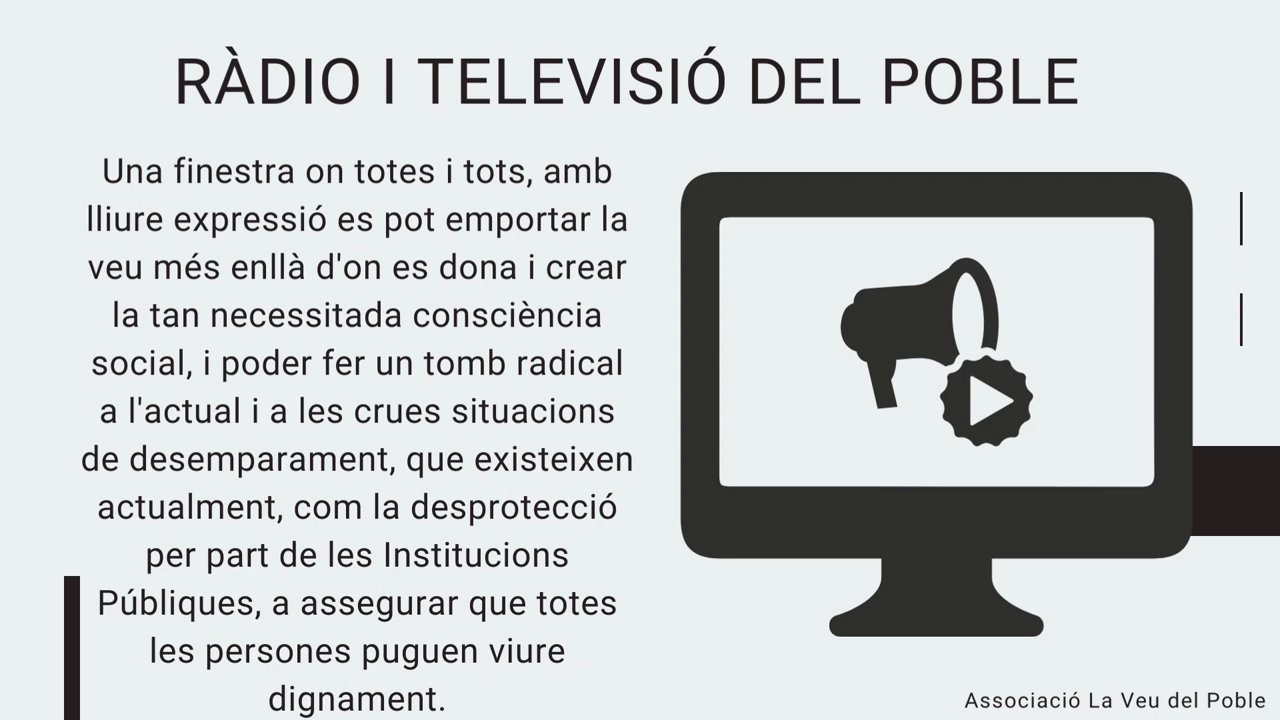 RÀDIO I TELEVISIÓ DEL POBLE
Una finestra on totes i tots, amb
lliure expressió es pot emportar la
veu més enllà d'on es dona i crear
la tan necessitada consciència
social, i poder fer un tomb radical
a l'actual i a les crues situacions
de desemparament, que existeixen
actualment, com la desprotecció
per part de les Institucions
Públiques, a assegurar que totes
les persones puguen viure
dignament.
Associació La Veu del Poble